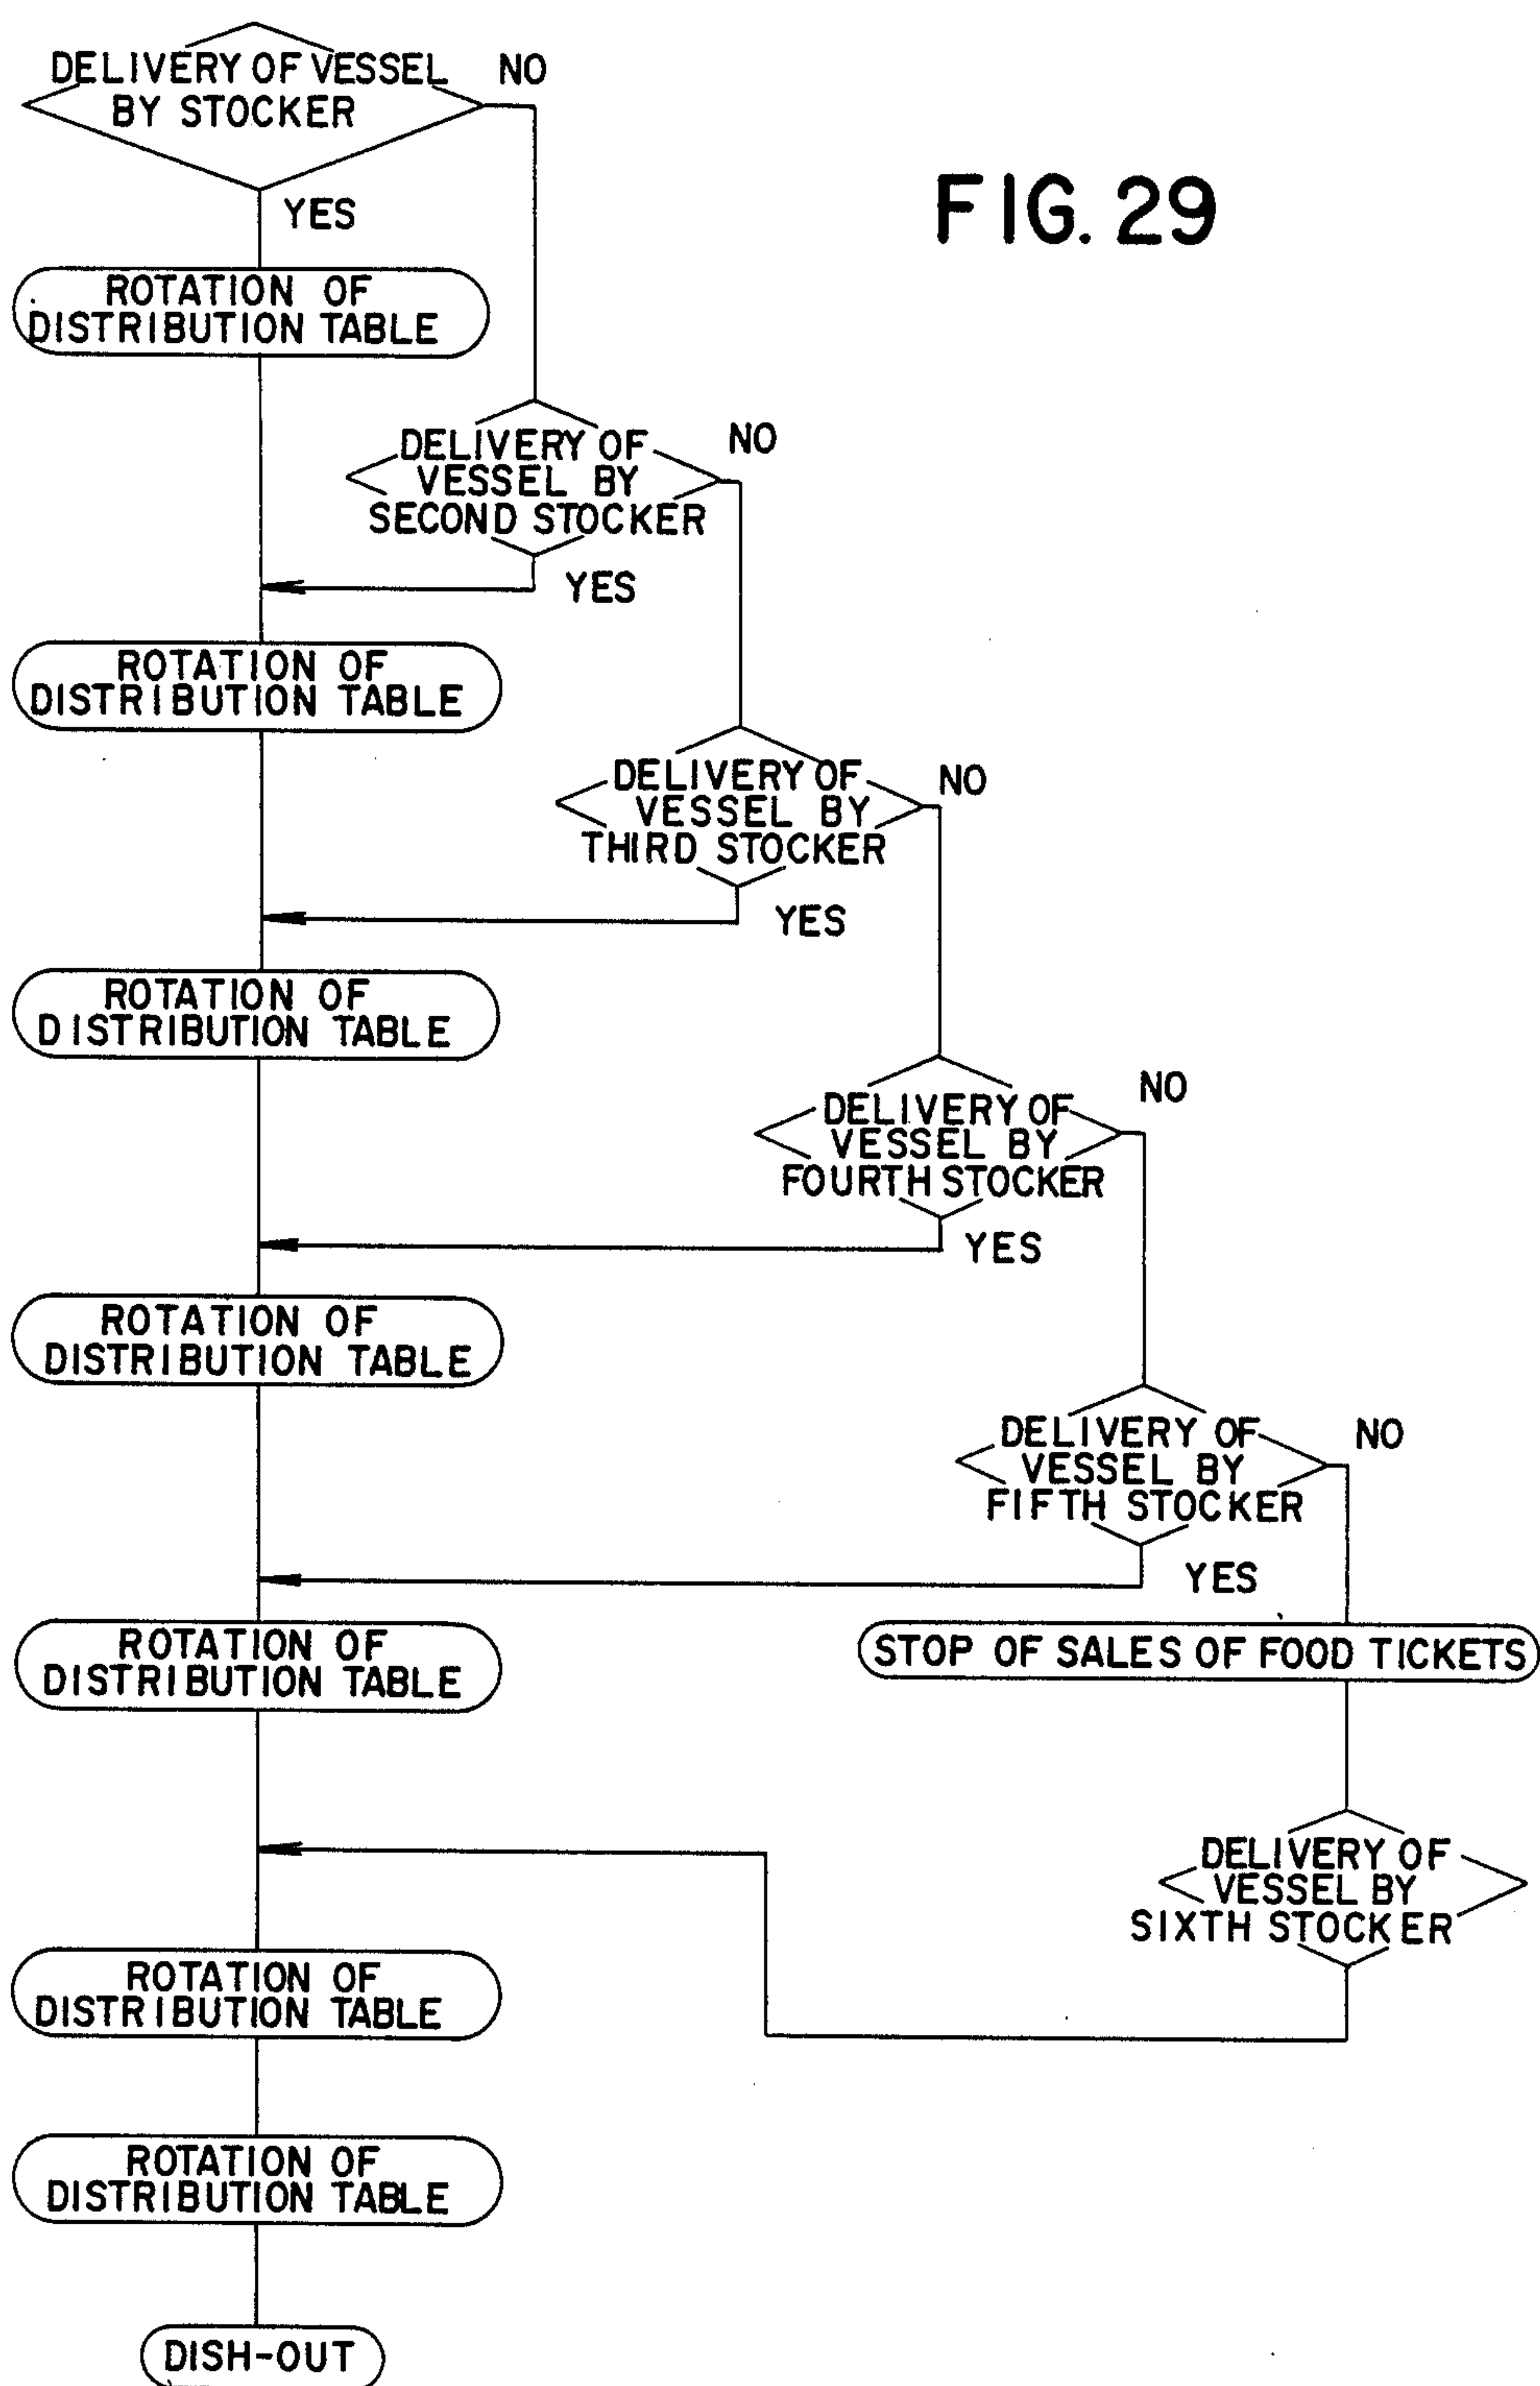 DELIVERY OF VESSEL
BY STOCKER
NO
YES
FIG. 29
ROTATION OF
DISTRIBUTION TABLE
DELIVERY OF
VESSEL BY
SECOND STOCKER
NO
YES
ROTATION OF
DISTRIBUTION TABLE
DELIVERY OF
VESSEL BY
THIRD STOCKER
NO
YES
ROTATION OF
DISTRIBUTION TABLE
DELIVERY OF
VESSEL BY
FOURTH STOCKER
NO
YES
ROTATION OF
DISTRIBUTION TABLE
DELIVERY OF
VESSEL BY
FIFTH STOCKER
NO
YES
ROTATION OF
DISTRIBUTION TABLE
STOP OF SALES OF FOOD TICKETS
DELIVERY OF
VESSEL BY
SIXTH STOCKER
ROTATION OF
DISTRIBUTION TABLE
ROTATION OF
DISTRIBUTION TABLE
DISH-OUT